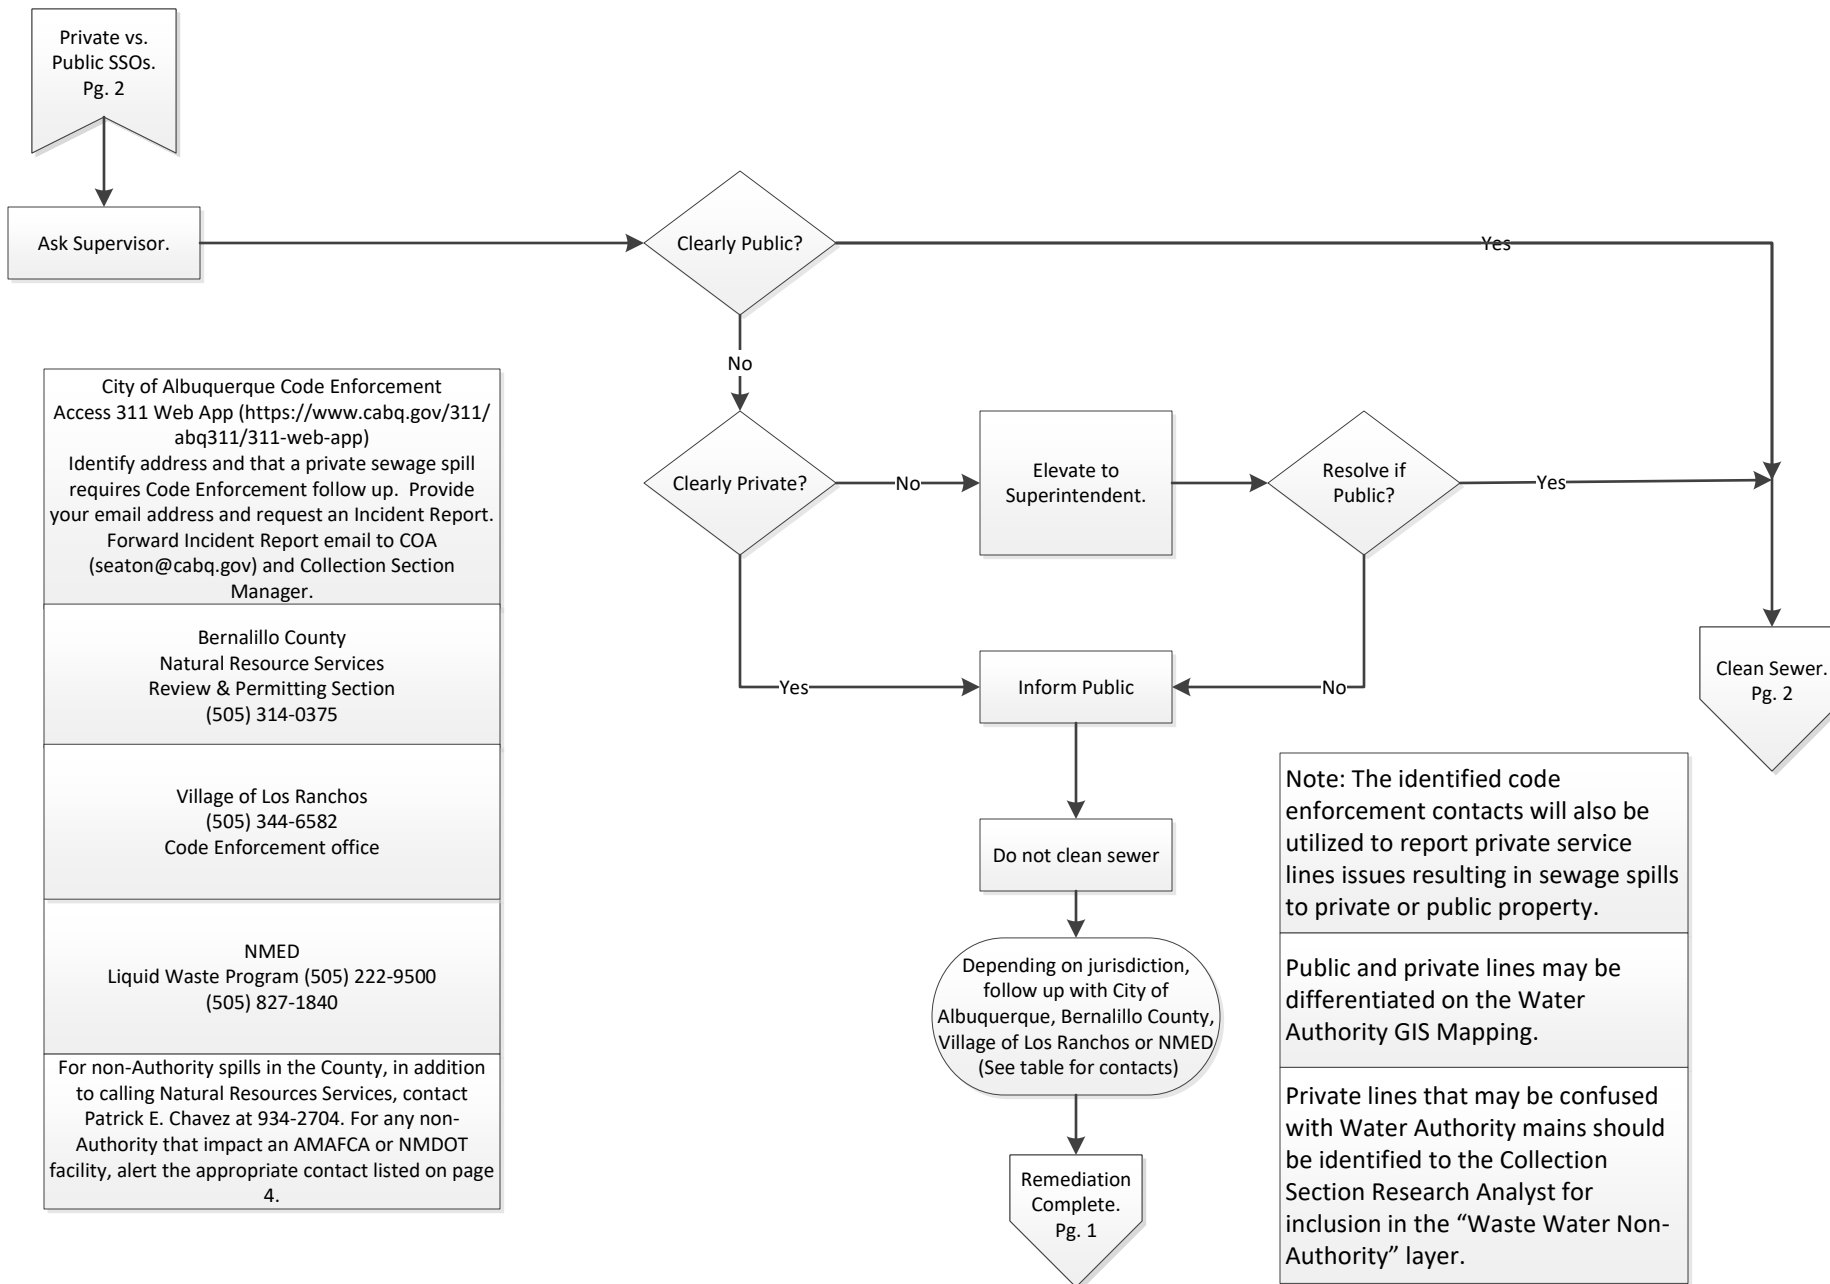 Private vs.
Public SSOs.
Pg. 2
Ask Supervisor.
Clearly Public?
Yes
No
Clearly Private?
No
Elevate to
Superintendent.
Resolve if
Public?
Yes
Yes
Inform Public
No
Clean Sewer.
Pg. 2
Do not clean sewer
Depending on jurisdiction,
follow up with City of
Albuquerque, Bernalillo County,
Village of Los Ranchos or NMED
(See table for contacts)
Remediation
Complete.
Pg. 1
City of Albuquerque Code Enforcement
Access 311 Web App (https://www.cabq.gov/311/
abq311/311-web-app)
Identify address and that a private sewage spill
requires Code Enforcement follow up.  Provide
your email address and request an Incident Report.
Forward Incident Report email to COA
(seaton@cabq.gov) and Collection Section
Manager.
Bernalillo County
Natural Resource Services
Review & Permitting Section
(505) 314-0375
Village of Los Ranchos
(505) 344-6582
Code Enforcement office
NMED
Liquid Waste Program (505) 222-9500
(505) 827-1840
For non-Authority spills in the County, in addition
to calling Natural Resources Services, contact
Patrick E. Chavez at 934-2704. For any non-
Authority that impact an AMAFCA or NMDOT
facility, alert the appropriate contact listed on page
4.
Note: The identified code
enforcement contacts will also be
utilized to report private service
lines issues resulting in sewage spills
to private or public property.
Public and private lines may be
differentiated on the Water
Authority GIS Mapping.
Private lines that may be confused
with Water Authority mains should
be identified to the Collection
Section Research Analyst for
inclusion in the “Waste Water Non-
Authority” layer.